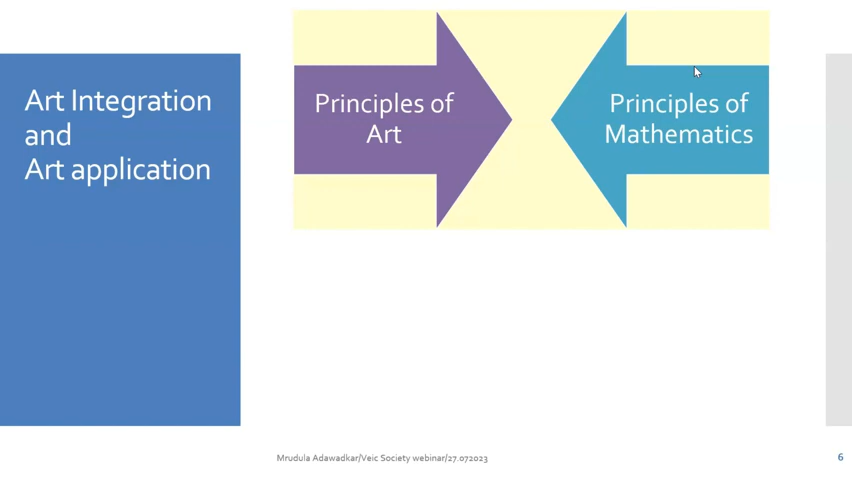 Art Integration
and
Art application
Principles of
Art
Principles of
Mathematics
Mrudula Adawadkar/Veic Society webinar/27.072023
6